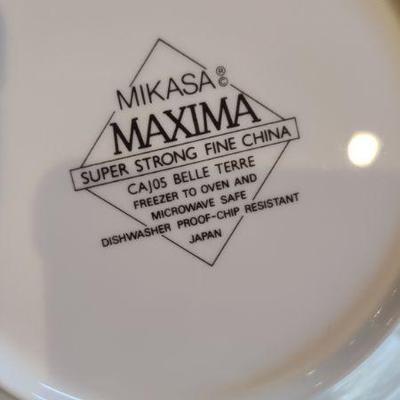 MIKASA®©
MAXIMA
SUPER STRONG FINE CHINA
CAJ05 BELLE TERRE
FREEZER TO OVEN AND
MICROWAVE SAFE
DISHWASHER PROOF-CHIP RESISTANT
JAPAN